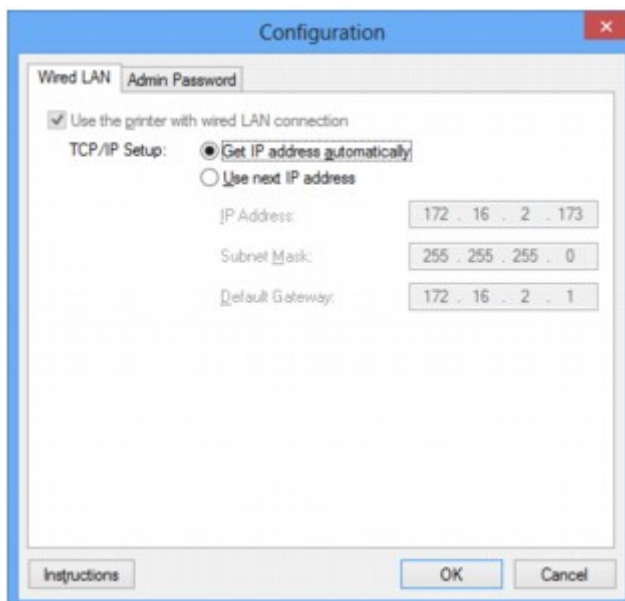 Configuration
Wired LAN Admin Password
Use the printer with wired LAN connection
TCP/IP Setup: Get IP address automatically
Use next IP address
IP Address: 172 . 16 . 2 . 173
Subnet Mask: 255 . 255 . 255 . 0
Default Gateway: 172 . 16 . 2 . 1
Instructions OK Cancel